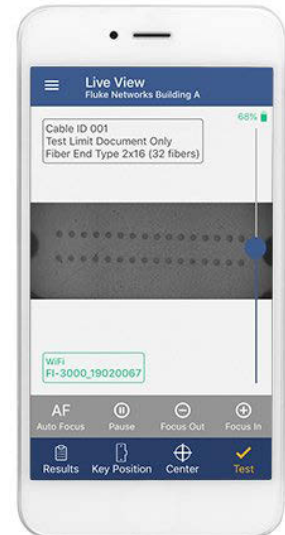 Live View
Fluke Networks Building A
68%
Cable ID 001
Test Limit Document Only
Fiber End Type 2x16 (32 fibers)
WiFi
FI-3000_19020067
AF
Auto Focus
Pause
Focus Out
Focus In
Results
Key Position
Center
Test